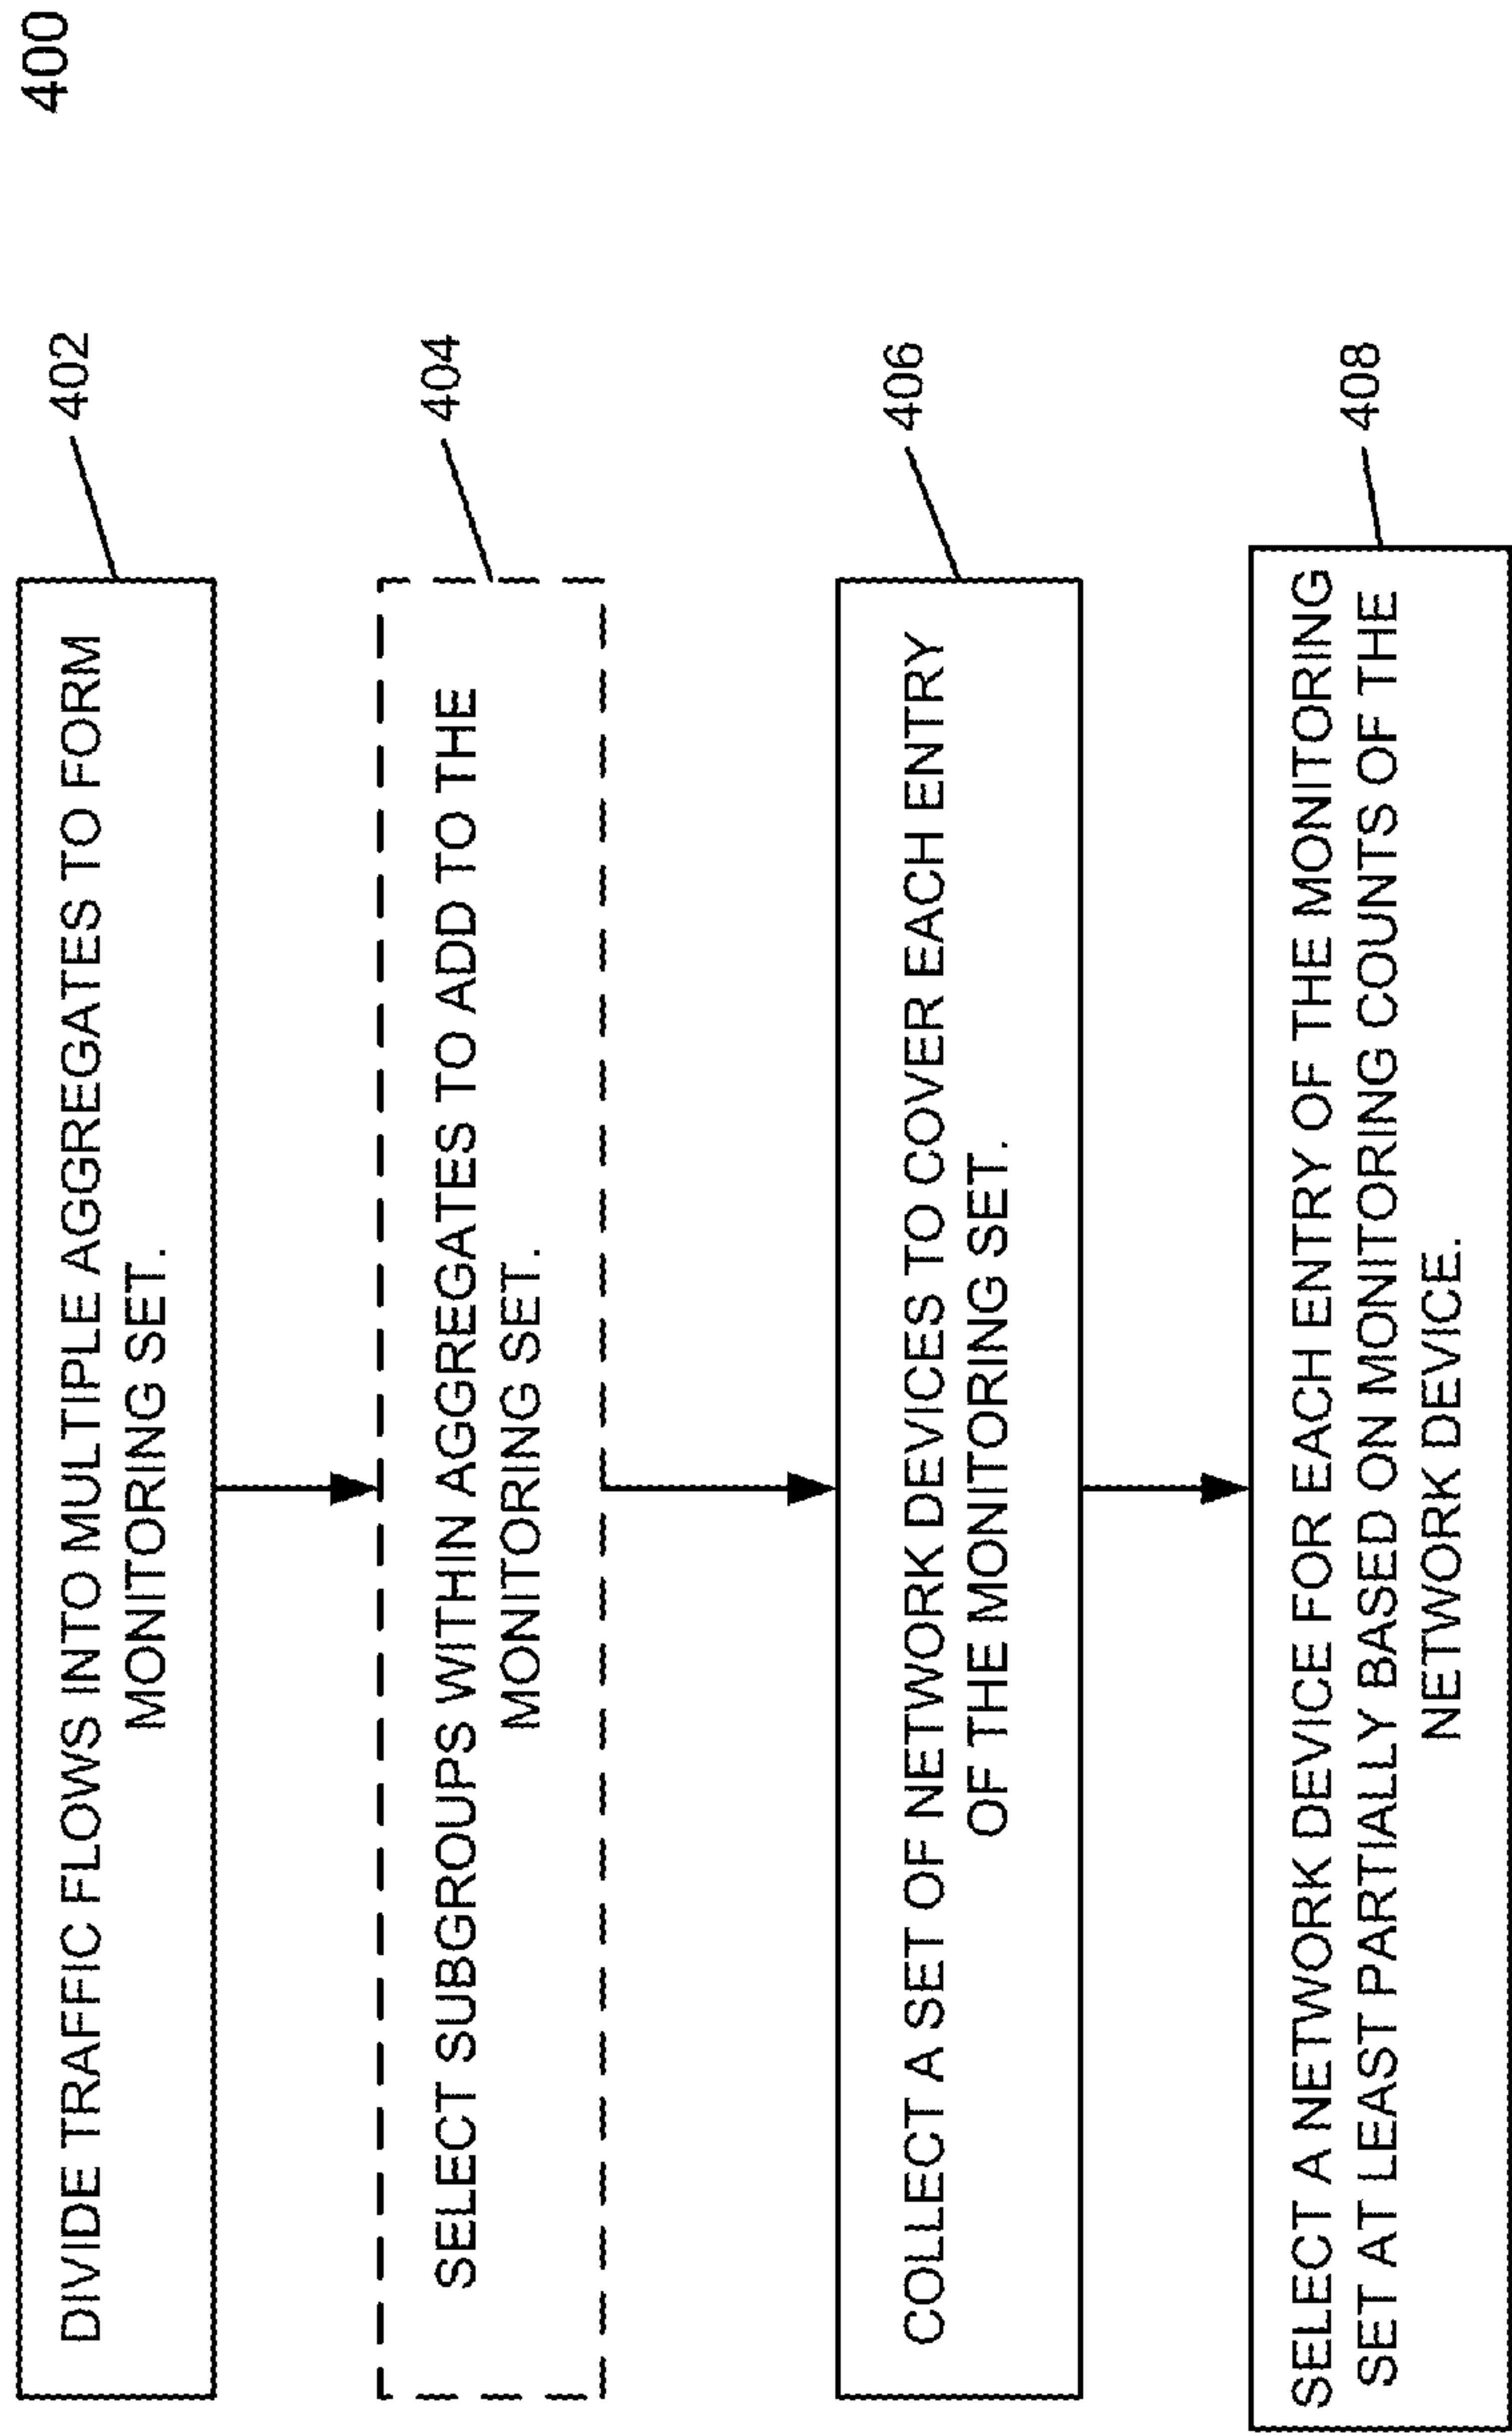 400
402
DIVIDE TRAFFIC FLOWS INTO MULTIPLE AGGREGATES TO FORM
MONITORING SET.
404
SELECT SUBGROUPS WITHIN AGGREGATES TO ADD TO THE
MONITORING SET.
406
COLLECT A SET OF NETWORK DEVICES TO COVER EACH ENTRY
OF THE MONITORING SET.
408
SELECT A NETWORK DEVICE FOR EACH ENTRY OF THE MONITORING
SET AT LEAST PARTIALLY BASED ON MONITORING COUNTS OF THE
NETWORK DEVICE.